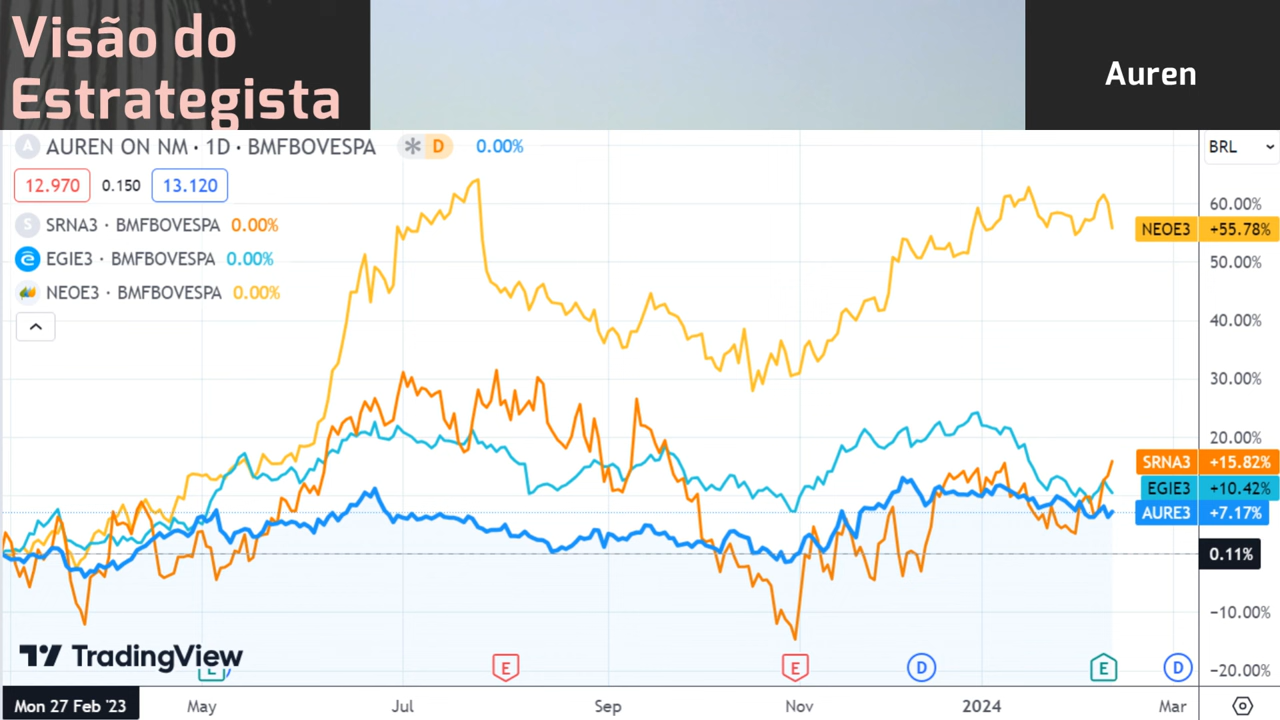 Visão do
Estrategista
Auren
A AUREN ON NM · 1D · BMFBOVESPA D 0.00%
BRL
12.970 0.150 13.120
S SRNA3 · BMFBOVESPA 0.00%
EGIE3 · BMFBOVESPA 0.00%
NEOE3 · BMFBOVESPA 0.00%
60.00%
NEOE3 +55.78%
50.00%
40.00%
30.00%
20.00%
SRNA3 +15.82%
EGIE3 +10.42%
AURE3 +7.17%
0.11%
−10.00%
−20.00%
TradingView
E E D E D
Mon 27 Feb '23 May Jul Sep Nov 2024 Mar